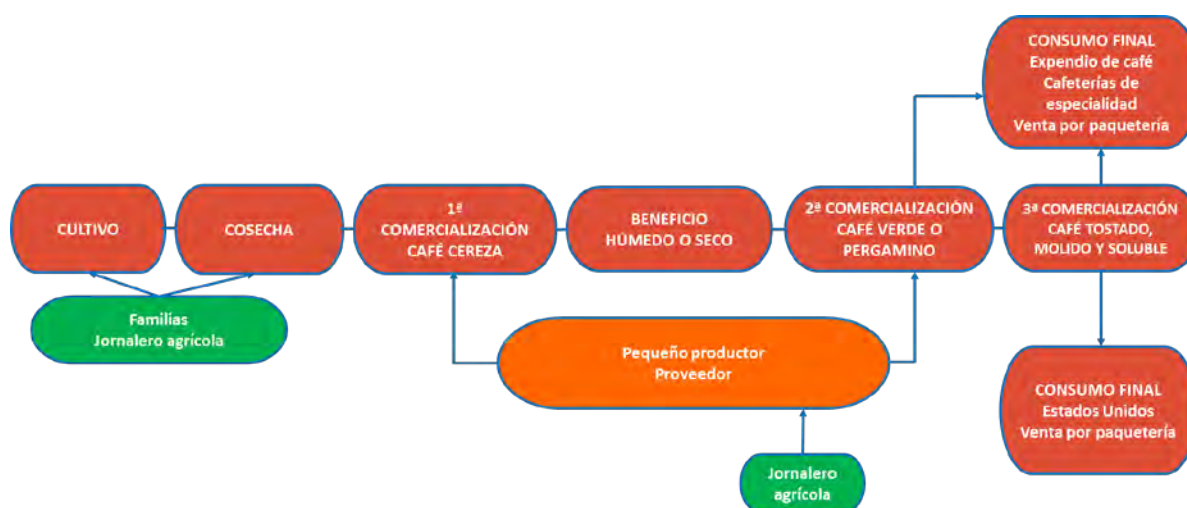 CONSUMO FINAL
Expendio de café
Cafeterías de
especialidad
Venta por paquetería
CULTIVO
COSECHA
1ª
COMERCIALIZACIÓN
CAFÉ CEREZA
BENEFICIO
HÚMEDO O SECO
2ª COMERCIALIZACIÓN
CAFÉ VERDE O
PERGAMINO
3ª COMERCIALIZACIÓN
CAFÉ TOSTADO,
MOLIDO Y SOLUBLE
Familias
Jornalero agrícola
Pequeño productor
Proveedor
CONSUMO FINAL
Estados Unidos
Venta por paquetería
Jornalero
agrícola